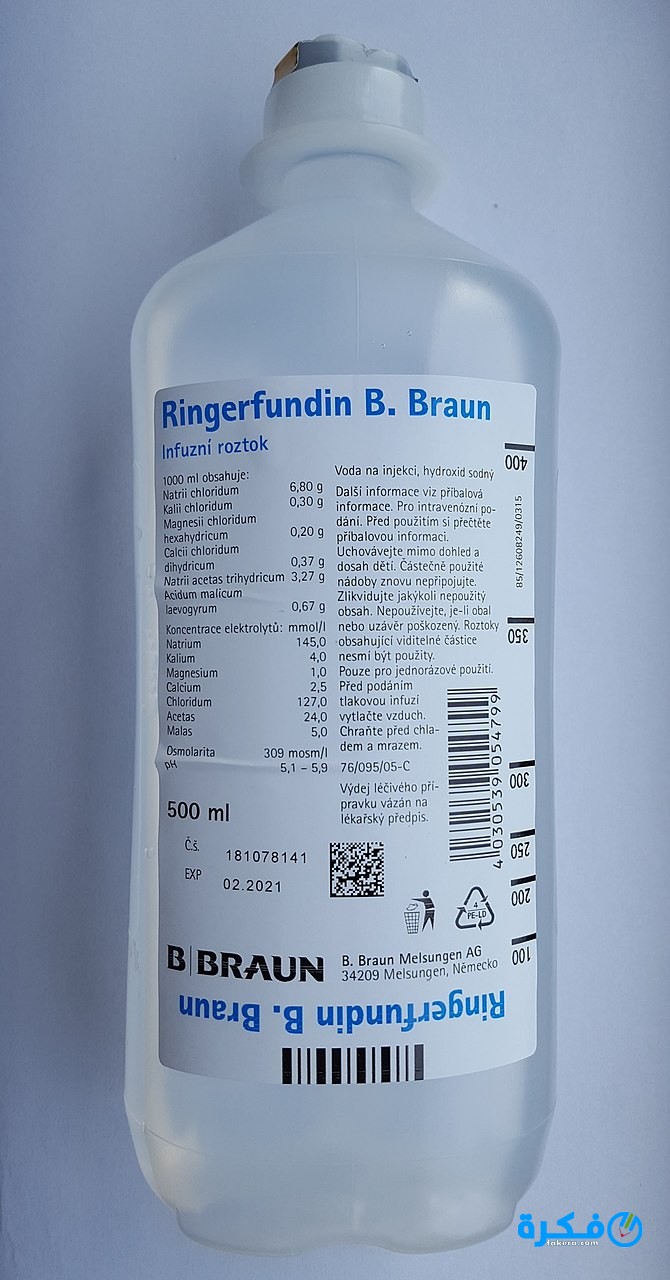 Ringerfundin B. Braun
Infuzní roztok
1000 ml obsahuje:
Natrii chloridum 6,80 g
Kalii chloridum 0,30 g
Magnesii chloridum
hexahydricum 0,20 g
Calcii chloridum
dihydricum 0,37 g
Natrii acetas trihydricum 3,27 g
Acidum malicum
laevogyrum 0,67 g
Koncentrace elektrolytů: mmol/l
Natrium 145,0
Kalium 4,0
Magnesium 1,0
Calcium 2,5
Chloridum 127,0
Acetas 24,0
Malas 5,0
Osmolarita 309 mosm/l
pH 5,1 – 5,9
500 ml
Č.š. 181078141
EXP 02.2021
Voda na injekci, hydroxid sodný
Další informace viz příbalová
informace. Pro intravenózní po-
dání. Před použitím si přečtěte
příbalovou informaci.
Uchovávejte mimo dohled a
dosah dětí. Částečně použité
nádoby znovu nepřipojujte.
Zlikvidujte jakýkoli nepoužitý
obsah. Nepoužívejte, je-li obal
nebo uzávěr poškozený. Roztoky
obsahující viditelné částice
nesmí být použity.
Pouze pro jednorázové použití.
Před podáním
tlakovou infuzí
vytlačte vzduch.
Chraňte před chla-
dem a mrazem.
76/095/05-C
Výdej léčivého pří-
pravku vázán na
lékařský předpis.
400
350
300
250
200
100
85/12608249/0315
4 030539 054799
4
PE-LD
B|BRAUN
B. Braun Melsungen AG
34209 Melsungen, Německo
Ringerfundin B. Braun
فكرة
fakera.com